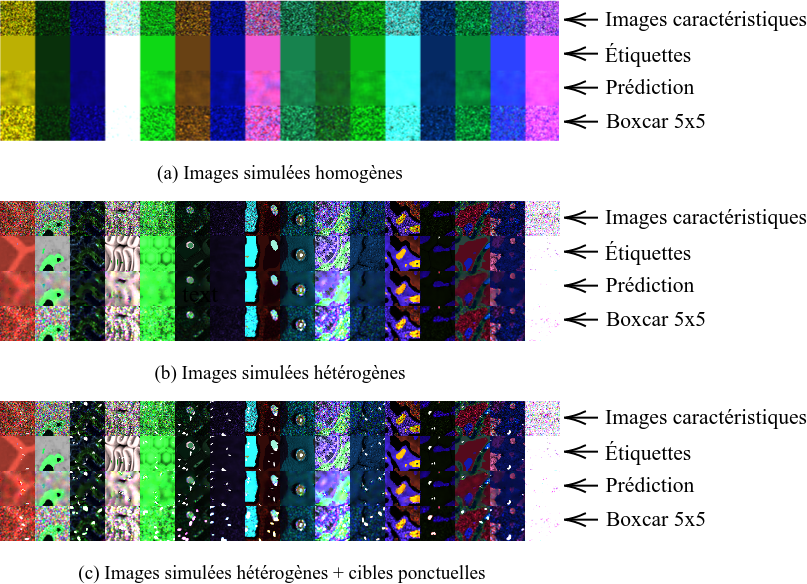 Images caractéristiques
Étiquettes
Prédiction
Boxcar 5x5
(a) Images simulées homogènes
Images caractéristiques
Étiquettes
text
Prédiction
Boxcar 5x5
(b) Images simulées hétérogènes
Images caractéristiques
Étiquettes
Prédiction
Boxcar 5x5
(c) Images simulées hétérogènes + cibles ponctuelles